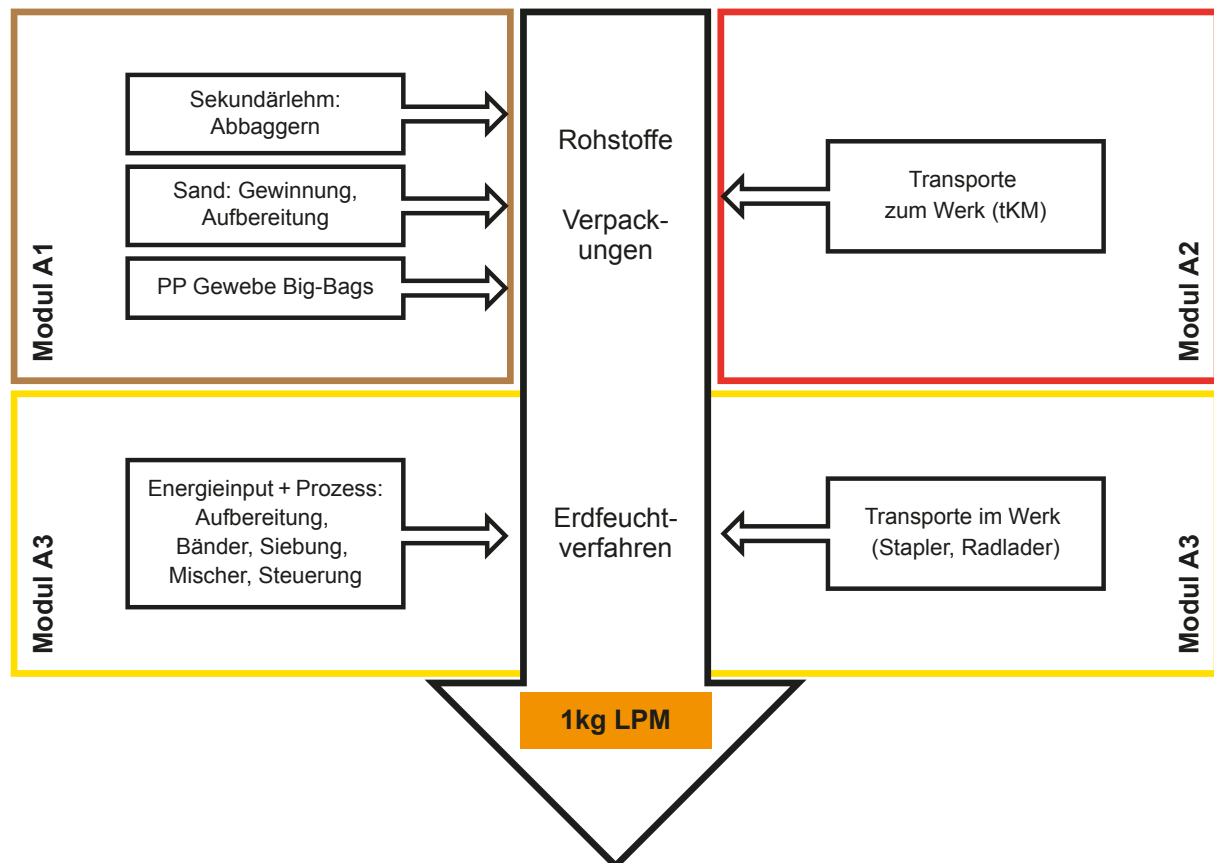 Modul A1
Sekundärlehm:
Abbaggern
Sand: Gewinnung,
Aufbereitung
PP Gewebe Big-Bags
Rohstoffe
Verpack-
ungen
Transporte
zum Werk (tKM)
Modul A2
Modul A3
Energieinput + Prozess:
Aufbereitung,
Bänder, Siebung,
Mischer, Steuerung
Erdfeucht-
verfahren
Transporte im Werk
(Stapler, Radlader)
Modul A3
1kg LPM